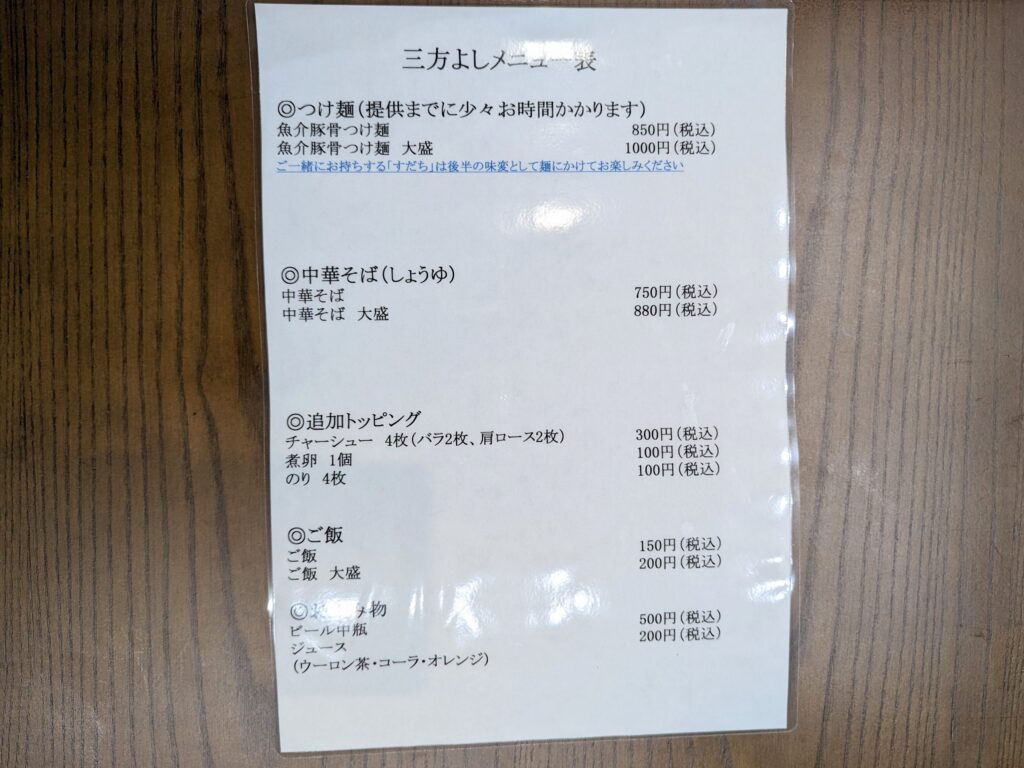 三方よしメニュー表
◎つけ麺（提供までに少々お時間かかります）
魚介豚骨つけ麺 850円（税込）
魚介豚骨つけ麺 大盛 1000円（税込）
ご一緒にお持ちする「すだち」は後半の味変として麺にかけてお楽しみください
◎中華そば（しょうゆ）
中華そば 750円（税込）
中華そば 大盛 880円（税込）
◎追加トッピング
チャーシュー 4枚（バラ2枚、肩ロース2枚） 300円（税込）
煮卵 1個 100円（税込）
のり 4枚 100円（税込）
◎ご飯
ご飯 150円（税込）
ご飯 大盛 200円（税込）
◎み物
ビール中瓶 500円（税込）
ジュース 200円（税込）
（ウーロン茶・コーラ・オレンジ）